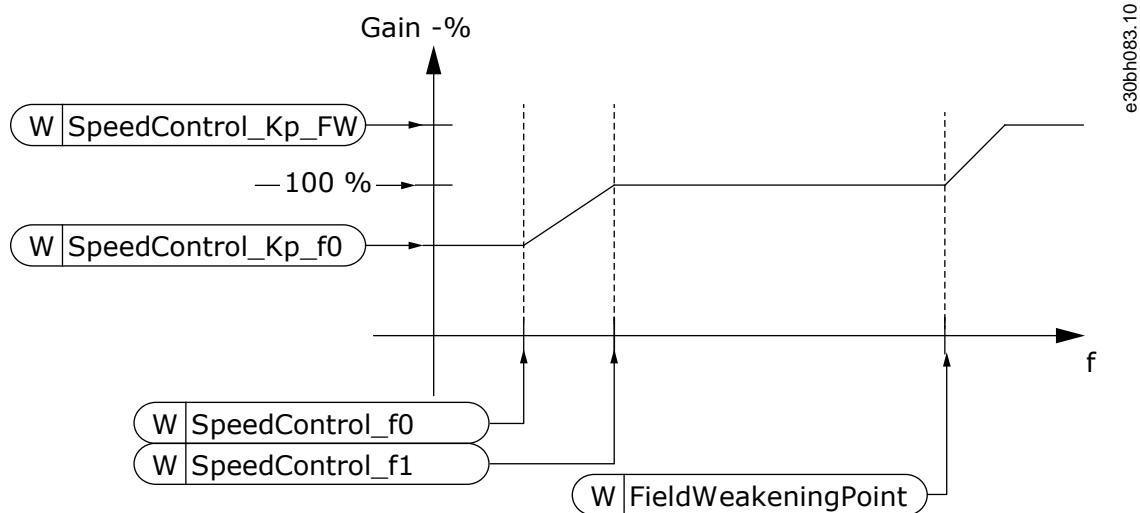 Gain -%
e30bh083.10
W SpeedControl_Kp_FW
100 %
W SpeedControl_Kp_f0
f
W SpeedControl_f0
W SpeedControl_f1
W FieldWeakeningPoint